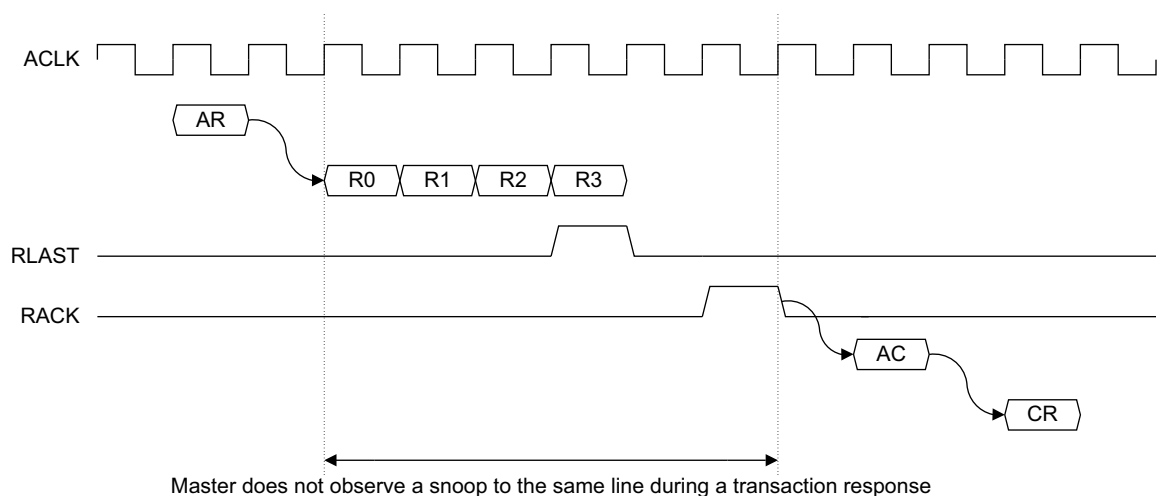 ACLK
AR
R0 R1 R2 R3
RLAST
RACK
AC
CR
Master does not observe a snoop to the same line during a transaction response